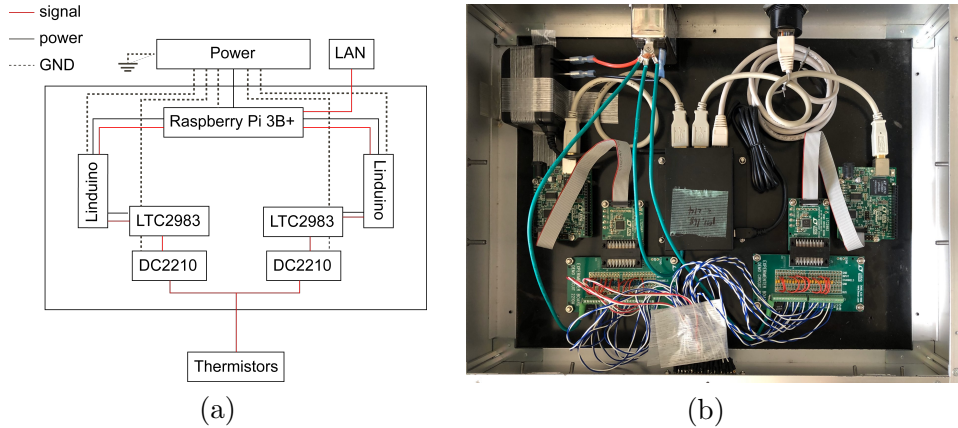 signal
power
GND
Power
LAN
Raspberry Pi 3B+
Linduino
Linduino
LTC2983
LTC2983
DC2210
DC2210
Thermistors
(a)
(b)